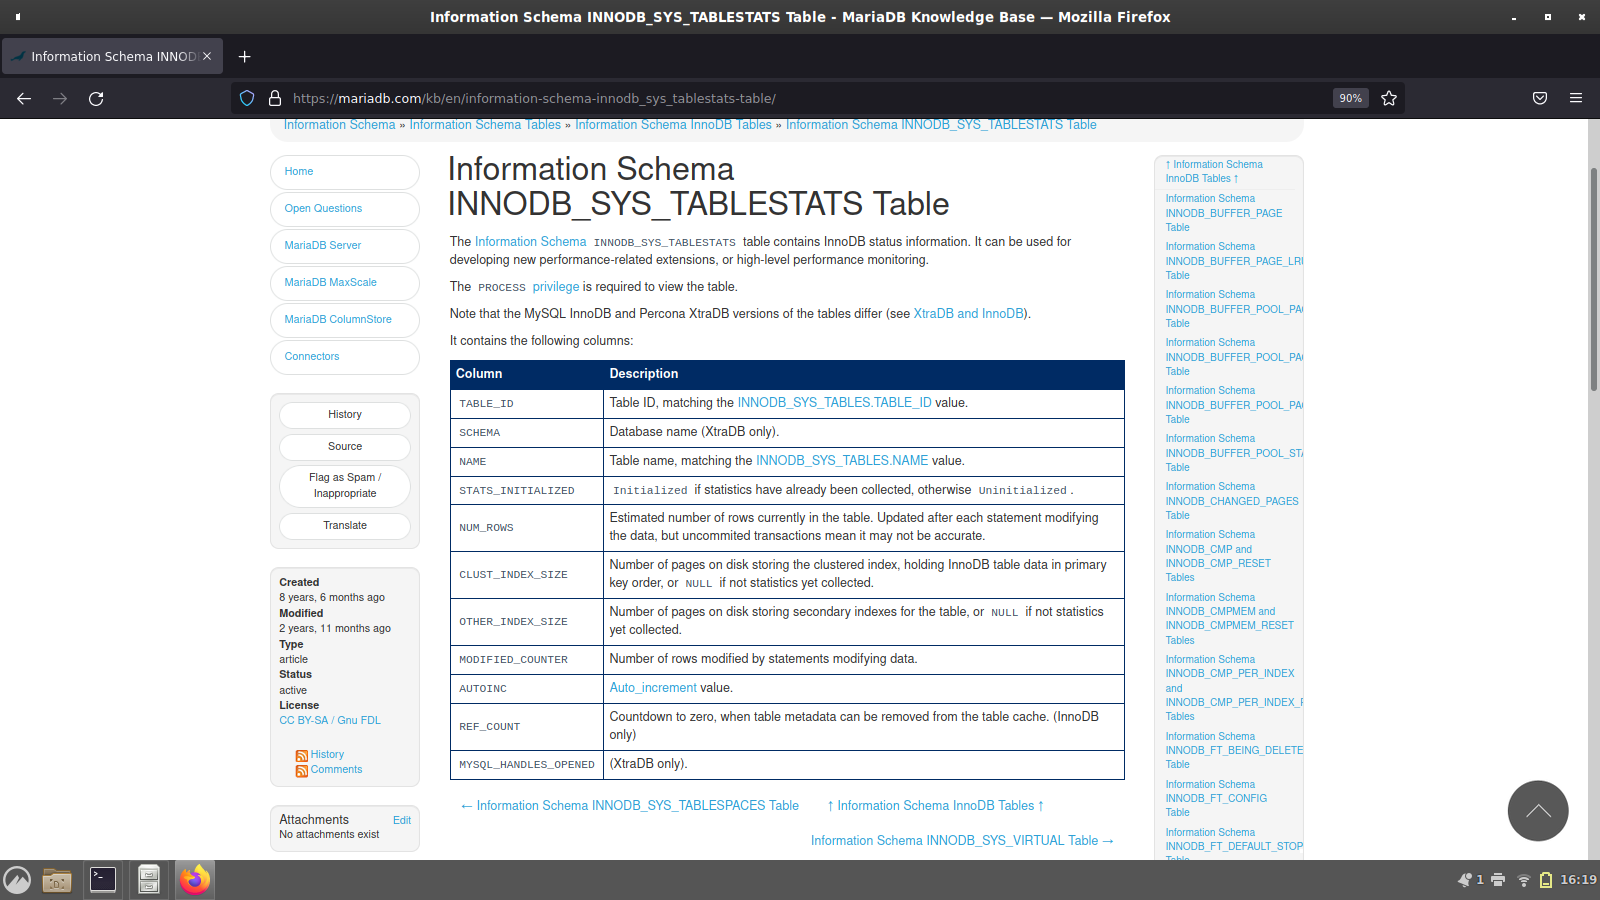 Information Schema INNODB_SYS_TABLESTATS Table - MariaDB Knowledge Base — Mozilla Firefox
Information Schema INNOD
https://mariadb.com/kb/en/information-schema-innodb_sys_tablestats-table/
90%
Information Schema » Information Schema Tables » Information Schema InnoDB Tables » Information Schema INNODB_SYS_TABLESTATS Table
Home
Open Questions
MariaDB Server
MariaDB MaxScale
MariaDB ColumnStore
Connectors
History
Source
Flag as Spam /
Inappropriate
Translate
Created
8 years, 6 months ago
Modified
2 years, 11 months ago
Type
article
Status
active
License
CC BY-SA / Gnu FDL
History
Comments
Attachments Edit
No attachments exist
Information Schema
INNODB_SYS_TABLESTATS Table
The Information Schema INNODB_SYS_TABLESTATS table contains InnoDB status information. It can be used for
developing new performance-related extensions, or high-level performance monitoring.
The PROCESS privilege is required to view the table.
Note that the MySQL InnoDB and Percona XtraDB versions of the tables differ (see XtraDB and InnoDB).
It contains the following columns:
Column Description
TABLE_ID Table ID, matching the INNODB_SYS_TABLES.TABLE_ID value.
SCHEMA Database name (XtraDB only).
NAME Table name, matching the INNODB_SYS_TABLES.NAME value.
STATS_INITIALIZED Initialized if statistics have already been collected, otherwise Uninitialized.
NUM_ROWS Estimated number of rows currently in the table. Updated after each statement modifying
the data, but uncommited transactions mean it may not be accurate.
CLUST_INDEX_SIZE Number of pages on disk storing the clustered index, holding InnoDB table data in primary
key order, or NULL if not statistics yet collected.
OTHER_INDEX_SIZE Number of pages on disk storing secondary indexes for the table, or NULL if not statistics
yet collected.
MODIFIED_COUNTER Number of rows modified by statements modifying data.
AUTOINC Auto_increment value.
REF_COUNT Countdown to zero, when table metadata can be removed from the table cache. (InnoDB
only)
MYSQL_HANDLES_OPENED (XtraDB only).
← Information Schema INNODB_SYS_TABLESPACES Table ↑ Information Schema InnoDB Tables ↑
Information Schema INNODB_SYS_VIRTUAL Table →
↑ Information Schema
InnoDB Tables ↑
Information Schema
INNODB_BUFFER_PAGE
Table
Information Schema
INNODB_BUFFER_PAGE_LR
Table
Information Schema
INNODB_BUFFER_POOL_PA
Table
Information Schema
INNODB_BUFFER_POOL_PA
Table
Information Schema
INNODB_BUFFER_POOL_PA
Table
Information Schema
INNODB_BUFFER_POOL_STA
Table
Information Schema
INNODB_CHANGED_PAGES
Table
Information Schema
INNODB_CMP and
INNODB_CMP_RESET
Tables
Information Schema
INNODB_CMPMEM and
INNODB_CMPMEM_RESET
Tables
Information Schema
INNODB_CMP_PER_INDEX
and
INNODB_CMP_PER_INDEX_
Tables
Information Schema
INNODB_FT_BEING_DELETE
Table
Information Schema
INNODB_FT_CONFIG
Table
Information Schema
INNODB_FT_DEFAULT_STOP
Table
1 16:19